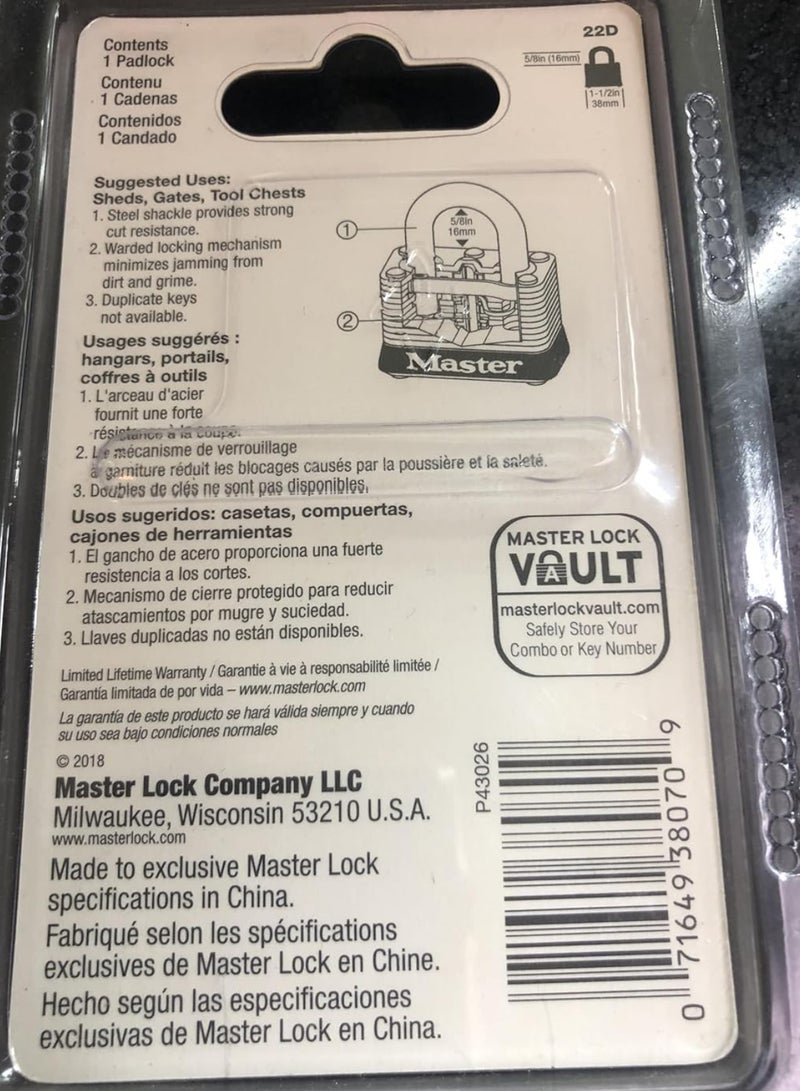 Contents
1 Padlock
Contenu
1 Cadenas
Contenidos
1 Candado
22D
5/8in (16mm)
1-1/2in
38mm
Suggested Uses:
Sheds, Gates, Tool Chests
1. Steel shackle provides strong
cut resistance.
2. Warded locking mechanism
minimizes jamming from
dirt and grime.
3. Duplicate keys
not available.
1
5/8in
16mm
2
Master
Usages suggérés :
hangars, portails,
coffres à outils
1. L'arceau d'acier
fournit une forte
résistance à la coupe.
2. Le mécanisme de verrouillage
à garniture réduit les blocages causés par la poussière et la saleté.
3. Doubles de clés ne sont pas disponibles.
Usos sugeridos: casetas, compuertas,
cajones de herramientas
1. El gancho de acero proporciona una fuerte
resistencia a los cortes.
2. Mecanismo de cierre protegido para reducir
atascamientos por mugre y suciedad.
3. Llaves duplicadas no están disponibles.
MASTER LOCK
VAULT
masterlockvault.com
Safely Store Your
Combo or Key Number
Limited Lifetime Warranty / Garantie à vie à responsabilité limitée /
Garantía limitada de por vida – www.masterlock.com
La garantía de este producto se hará válida siempre y cuando
su uso sea bajo condiciones normales
© 2018
Master Lock Company LLC
Milwaukee, Wisconsin 53210 U.S.A.
www.masterlock.com
Made to exclusive Master Lock
specifications in China.
Fabriqué selon les spécifications
exclusives de Master Lock en Chine.
Hecho según las especificaciones
exclusivas de Master Lock en China.
P43026
0 71649 38070 9